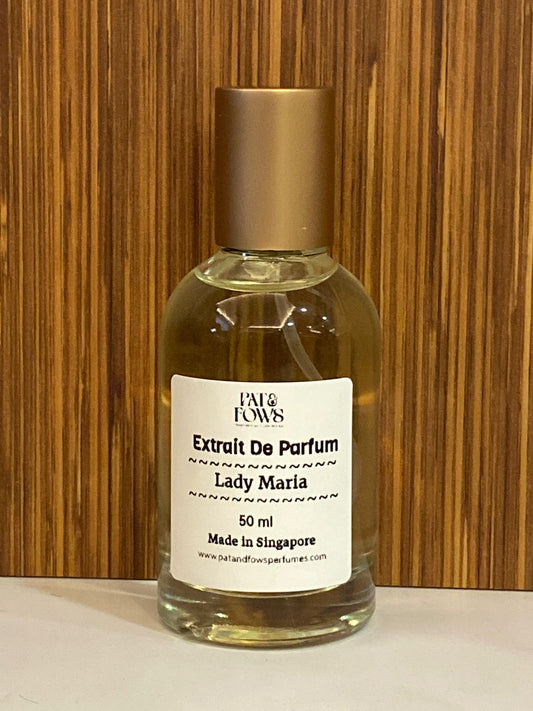 PAT&
FOWS
Extrait De Parfum
~~~~~~~~~~~~~
Lady Maria
~~~~~~~~~~~~~
50 ml
Made in Singapore
www.patandfowsperfumes.com